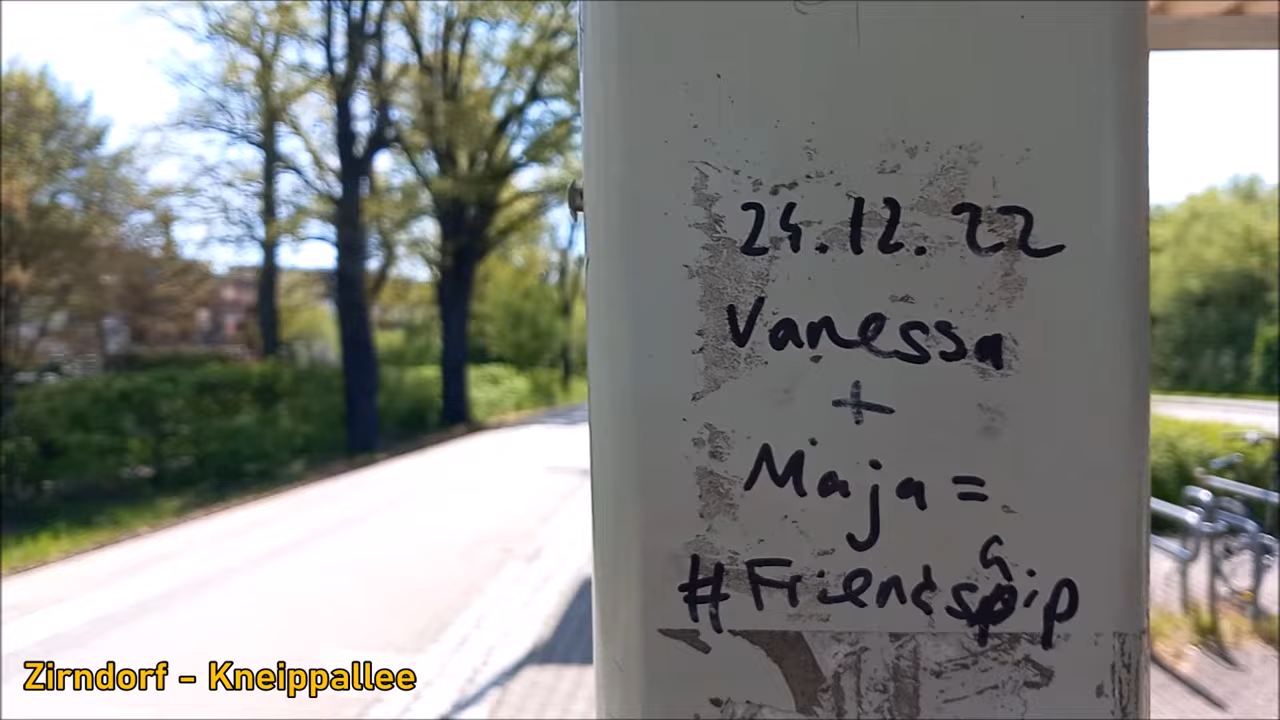 24.12.22
Vanessa
+
Maja =
#Friendship
Zirndorf - Kneippallee